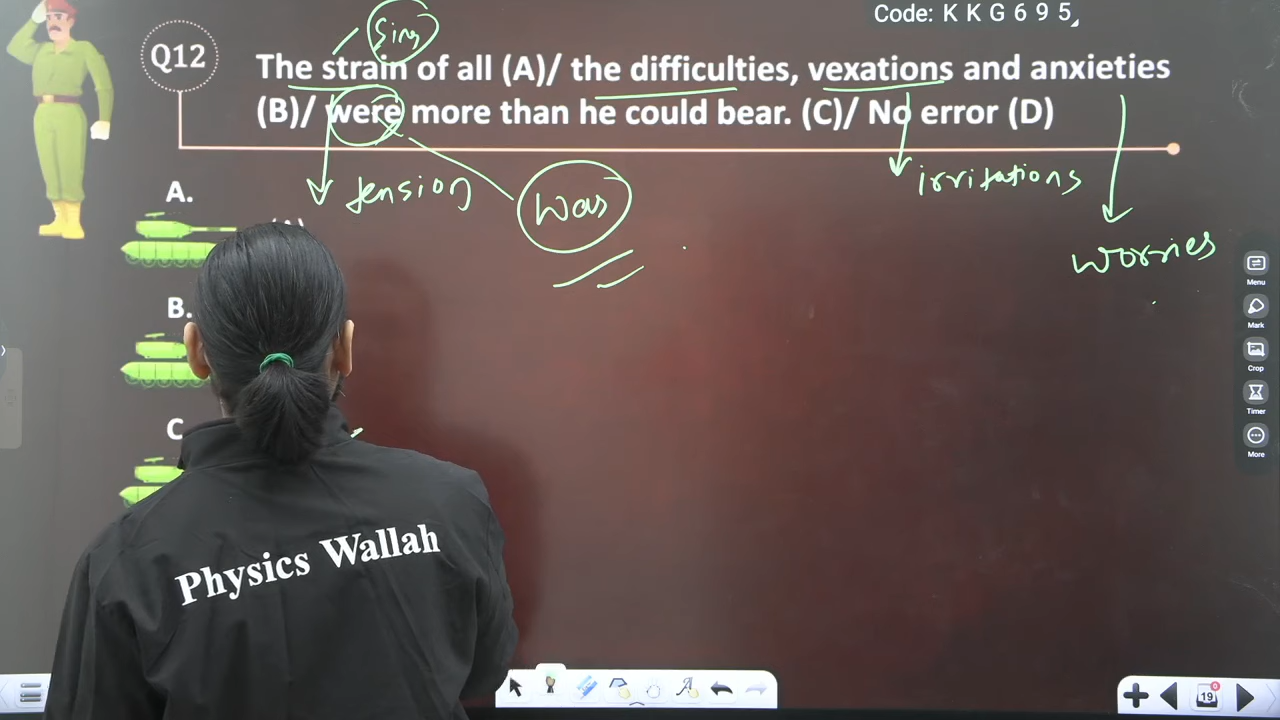 Code: K K G 6 9 5
Sing
Q12
The strain of all (A)/ the difficulties, vexations and anxieties
(B)/ were more than he could bear. (C)/ No error (D)
tension
was
irritations
worries
A.
B.
C
Physics Wallah
Menu
Mark
Crop
Timer
More
19